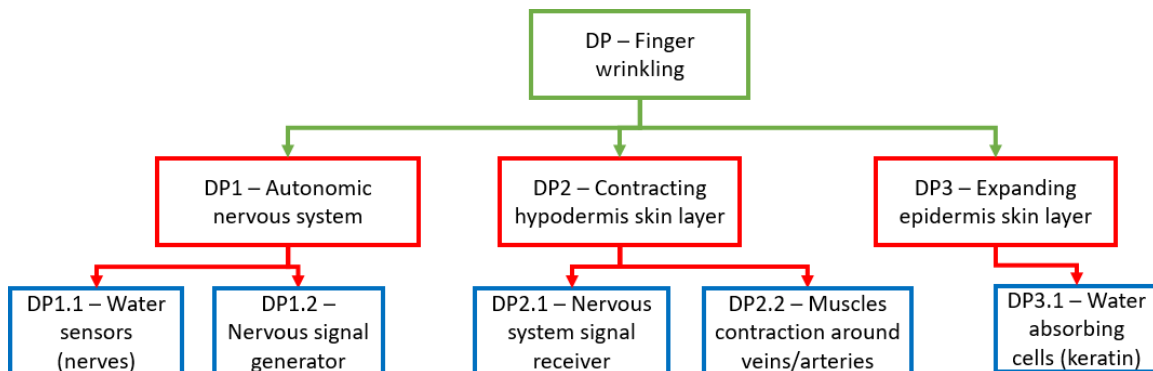 DP – Finger
wrinkling
DP1 – Autonomic
nervous system
DP2 – Contracting
hypodermis skin layer
DP3 – Expanding
epidermis skin layer
DP1.1 – Water
sensors
(nerves)
DP1.2 –
Nervous signal
generator
DP2.1 – Nervous
system signal
receiver
DP2.2 – Muscles
contraction around
veins/arteries
DP3.1 – Water
absorbing
cells (keratin)